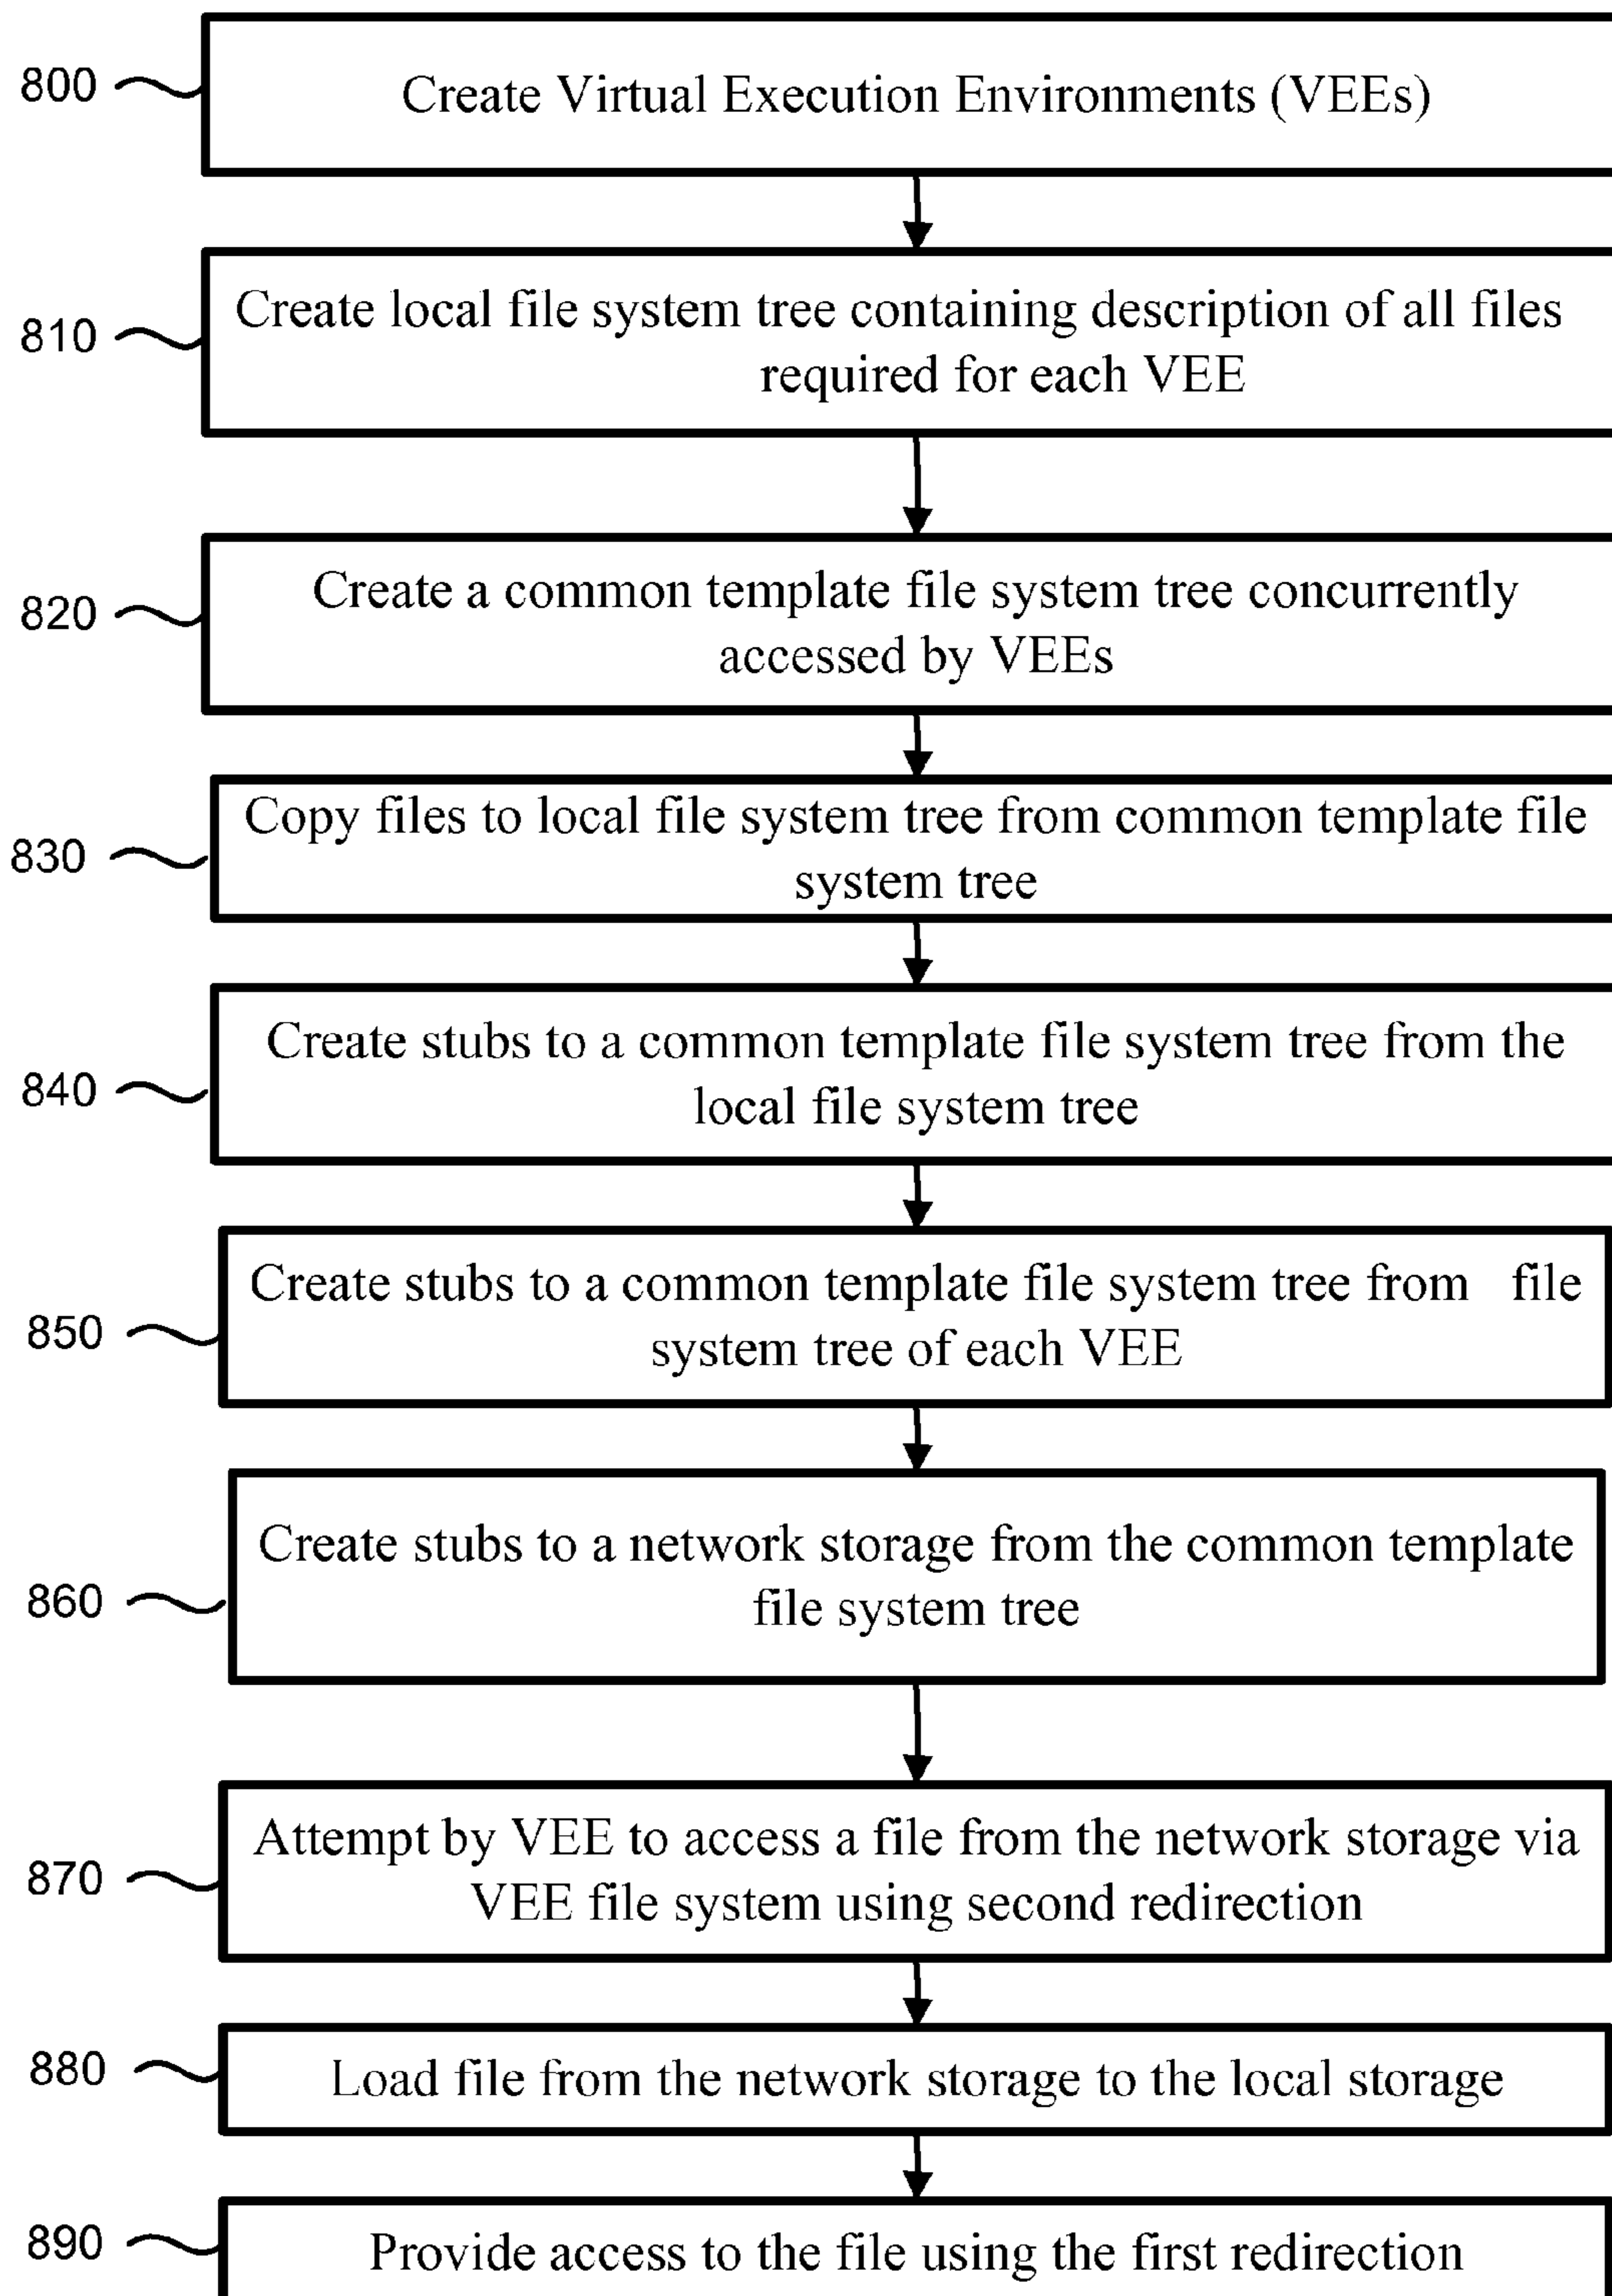 800
Create Virtual Execution Environments (VEEs)
810
Create local file system tree containing description of all files
required for each VEE
820
Create a common template file system tree concurrently
accessed by VEEs
830
Copy files to local file system tree from common template file
system tree
840
Create stubs to a common template file system tree from the
local file system tree
850
Create stubs to a common template file system tree from file
system tree of each VEE
860
Create stubs to a network storage from the common template
file system tree
870
Attempt by VEE to access a file from the network storage via
VEE file system using second redirection
880
Load file from the network storage to the local storage
890
Provide access to the file using the first redirection